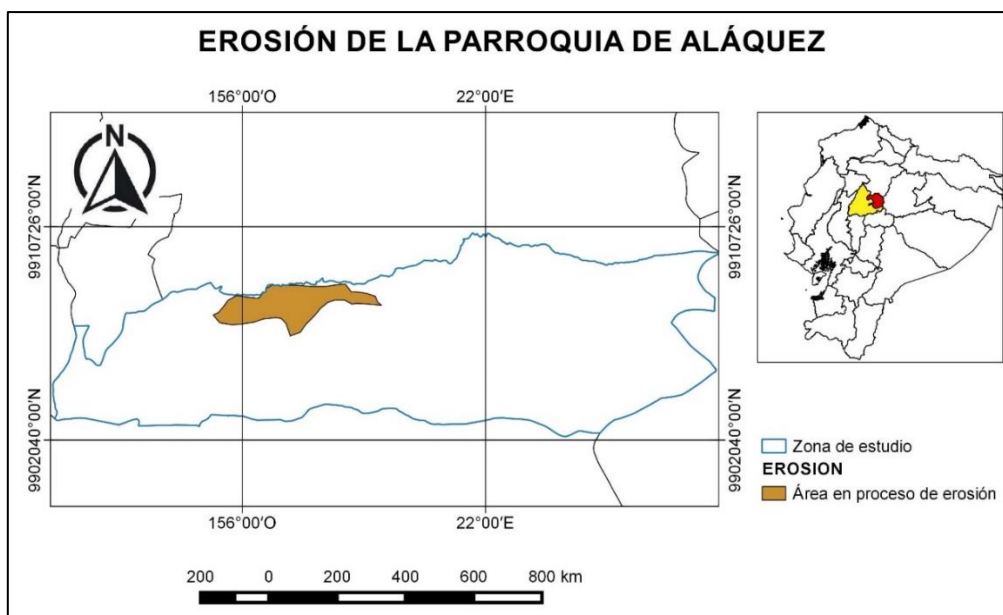 EROSIÓN DE LA PARROQUIA DE ALÁQUEZ
156°00'O 22°00'E
N
9910726°00'N 9910726°00'N
9902040°00'N 9902040°00'N
Zona de estudio
EROSION
Área en proceso de erosión
156°00'O 22°00'E
200 0 200 400 600 800 km